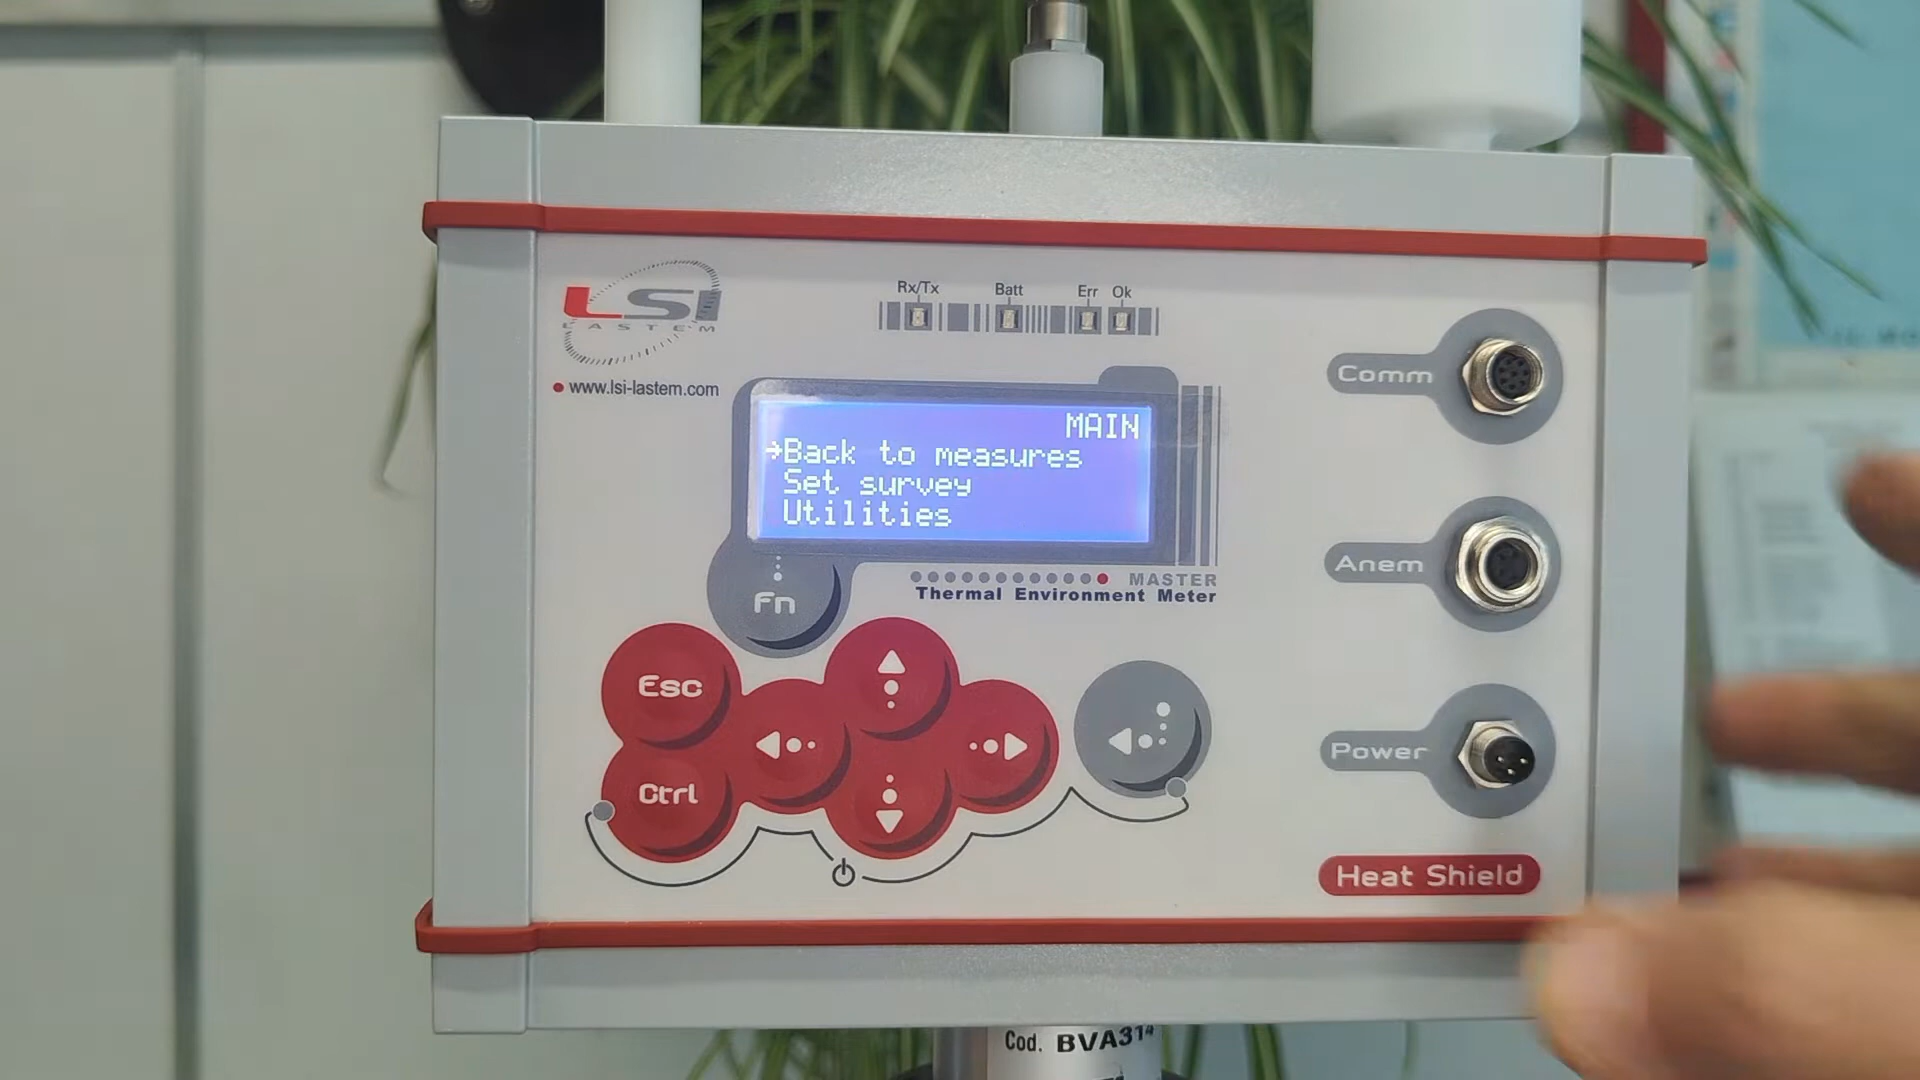 LSI
LASTEM
www.lsi-lastem.com
Rx/Tx Batt Err Ok
MAIN
→Back to measures
Set survey
Utilities
MASTER
Thermal Environment Meter
Fn
Esc
Ctrl
Comm
Anem
Power
Heat Shield
Cod. BVA314